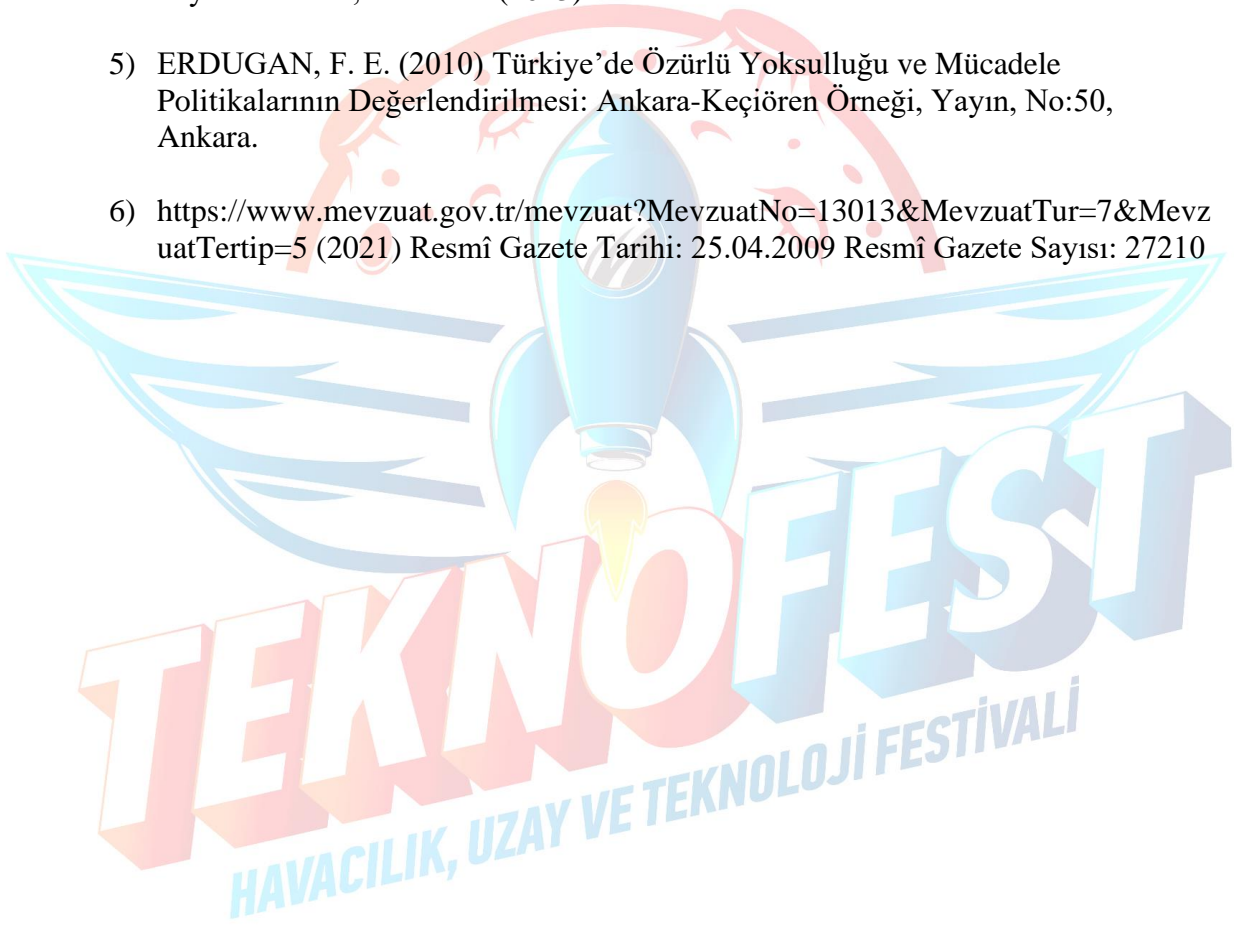 5) ERDUGAN, F. E. (2010) Türkiye’de Özürlü Yoksulluğu ve Mücadele
Politikalarının Değerlendirilmesi: Ankara-Keçiören Örneği, Yayın, No:50,
Ankara.
6) https://www.mevzuat.gov.tr/mevzuat?MevzuatNo=13013&MevzuatTur=7&Mevz
uatTertip=5 (2021) Resmî Gazete Tarihi: 25.04.2009 Resmî Gazete Sayısı: 27210
TEKNOFEST
HAVACILIK, UZAY VE TEKNOLOJİ FESTİVALİ